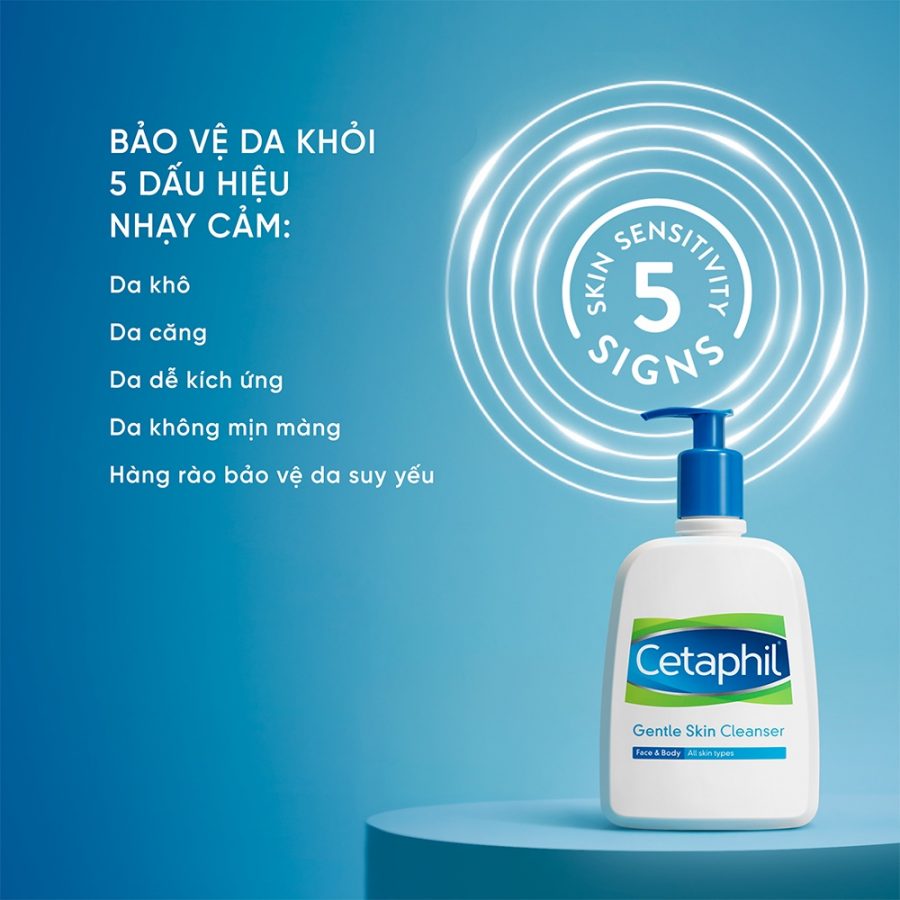 BẢO VỆ DA KHỎI
5 DẤU HIỆU
NHẠY CẢM:
Da khô
Da căng
Da dễ kích ứng
Da không mịn màng
Hàng rào bảo vệ da suy yếu
SKIN SENSITIVITY
5
SIGNS
Cetaphil®
Gentle Skin Cleanser
Face & Body All skin types